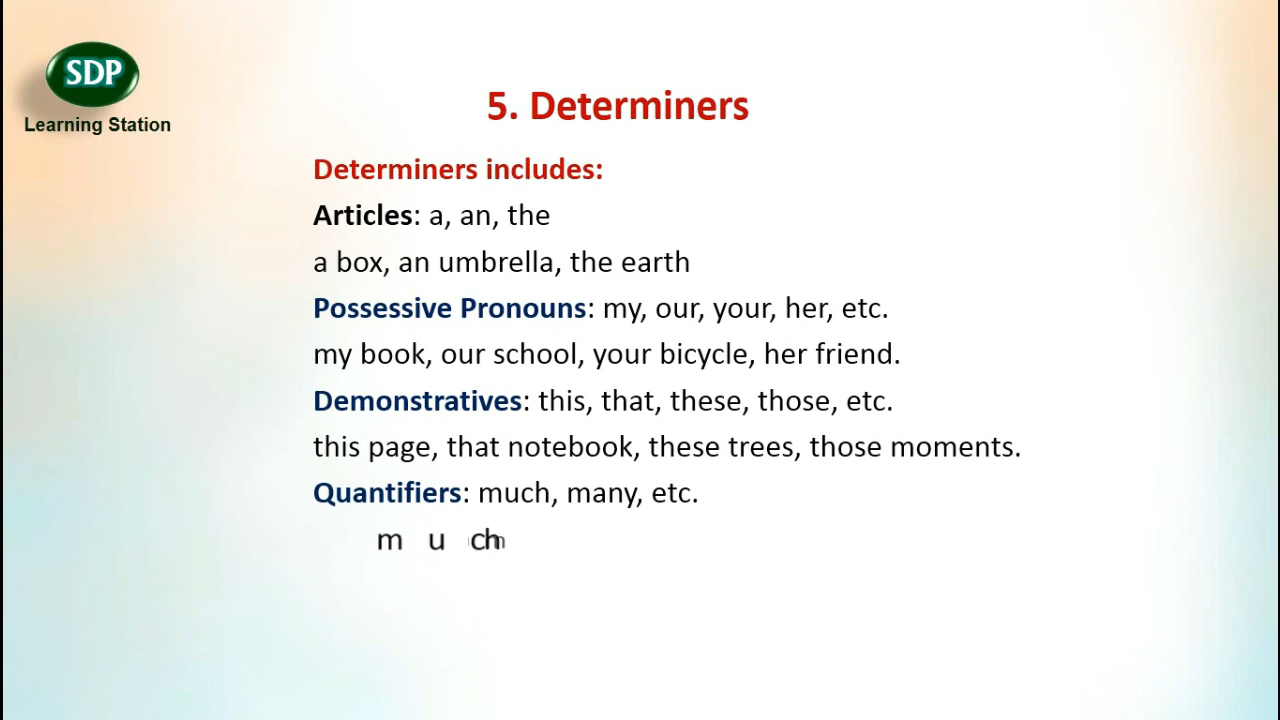 SDP
Learning Station
5. Determiners
Determiners includes:
Articles: a, an, the
a box, an umbrella, the earth
Possessive Pronouns: my, our, your, her, etc.
my book, our school, your bicycle, her friend.
Demonstratives: this, that, these, those, etc.
this page, that notebook, these trees, those moments.
Quantifiers: much, many, etc.
m u ch